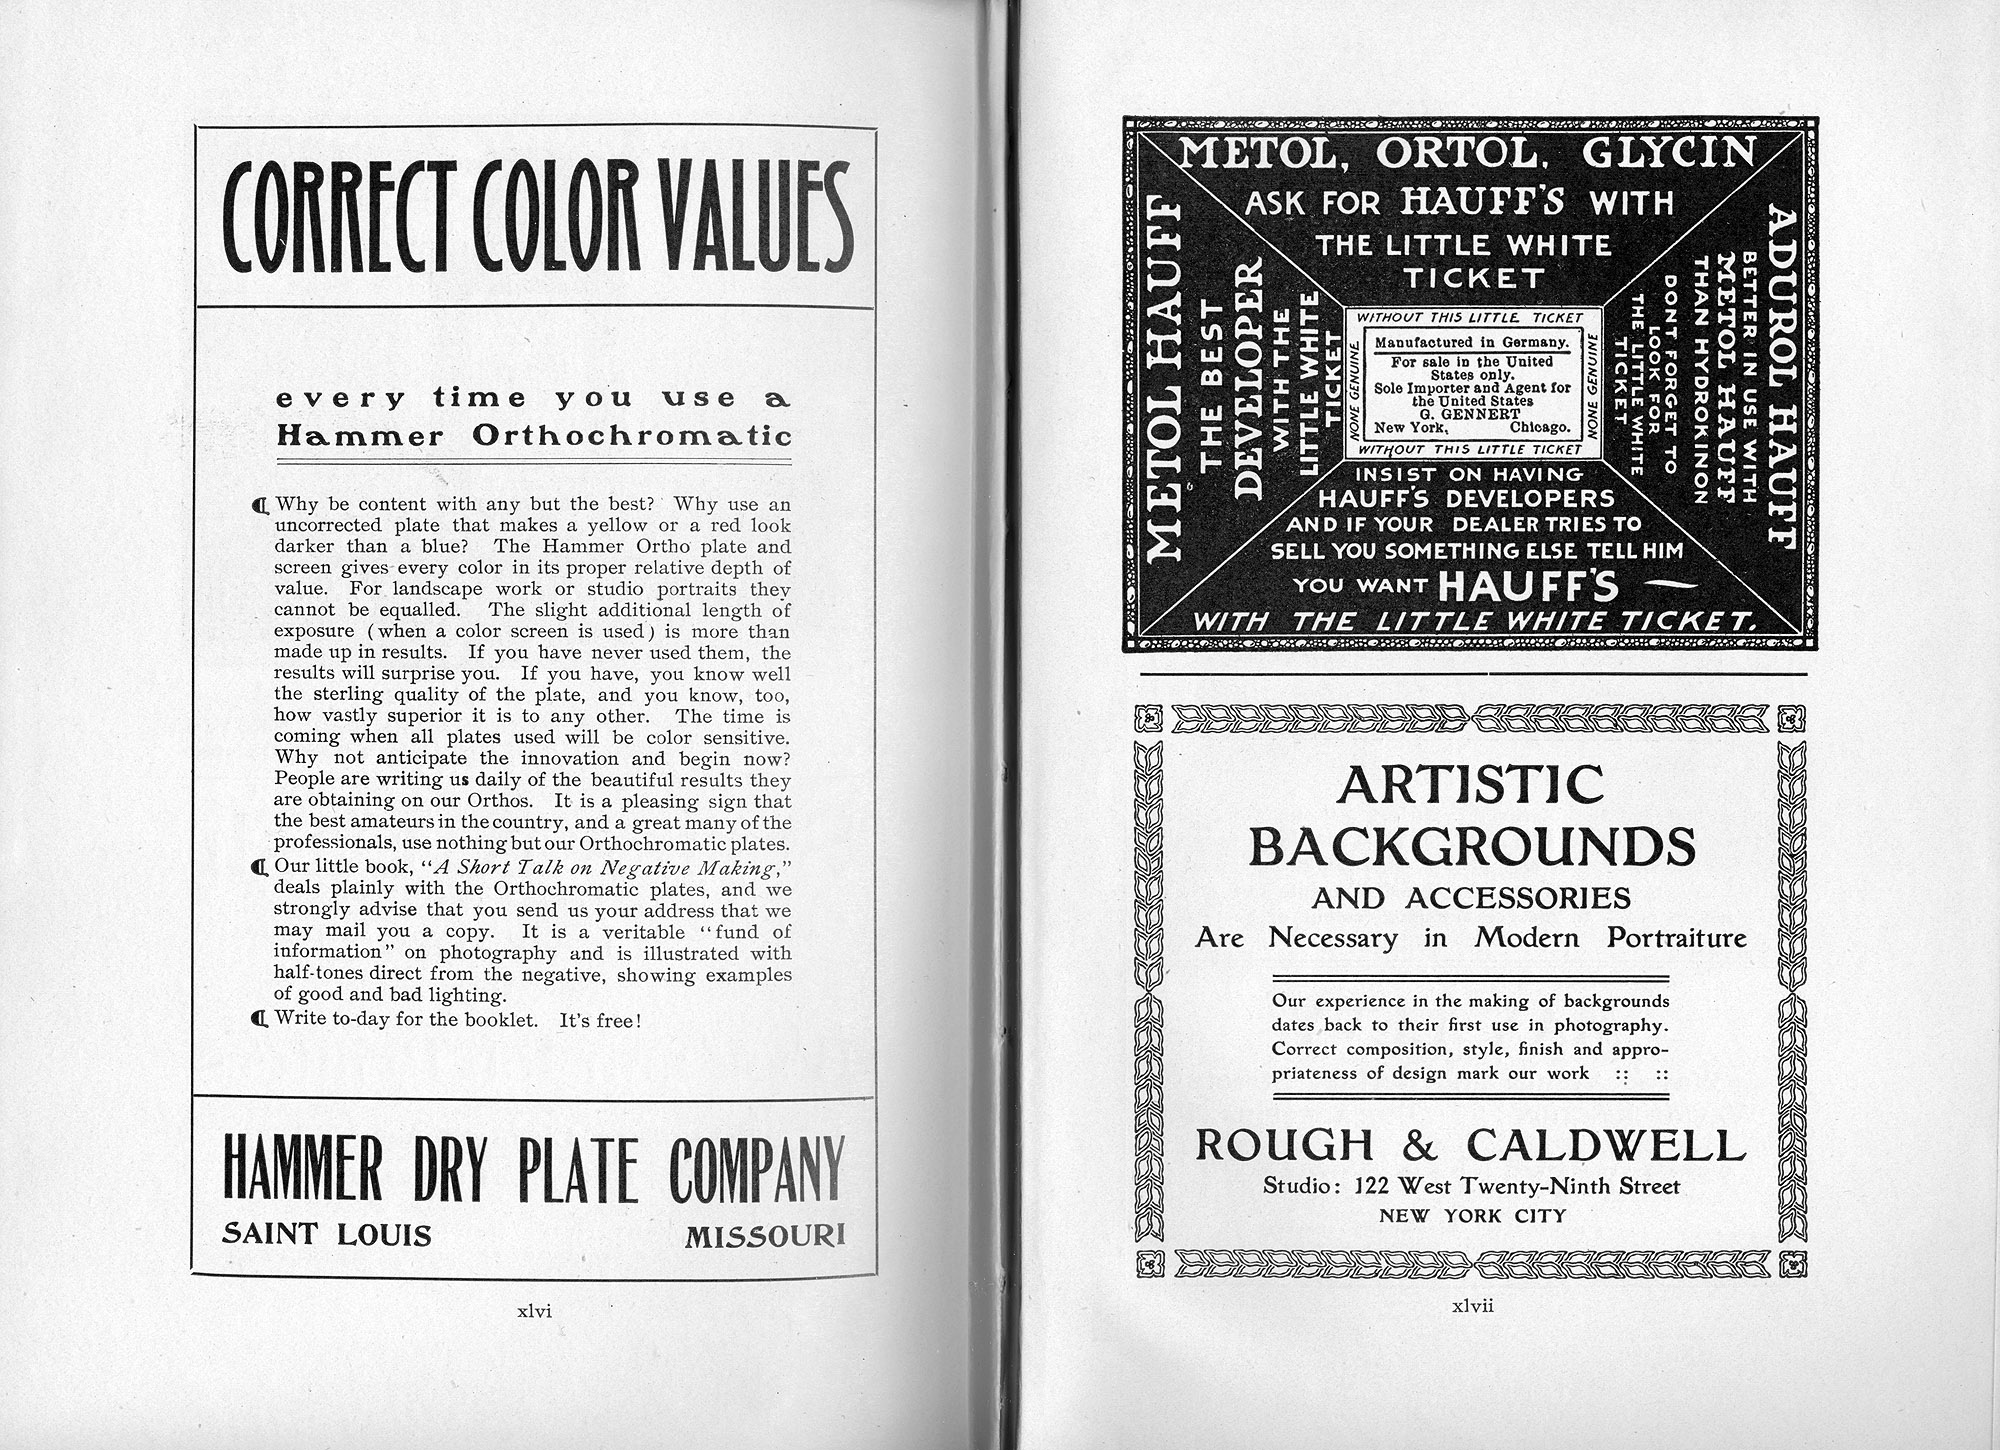 CORRECT COLOR VALUES
every time you use a
Hammer Orthochromatic
Why be content with any but the best? Why use an
uncorrected plate that makes a yellow or a red look
darker than a blue? The Hammer Ortho plate and
screen gives every color in its proper relative depth of
value. For landscape work or studio portraits they
cannot be equalled. The slight additional length of
exposure (when a color screen is used) is more than
made up in results. If you have never used them, the
results will surprise you. If you have, you know well
the sterling quality of the plate, and you know, too,
how vastly superior it is to any other. The time is
coming when all plates used will be color sensitive.
Why not anticipate the innovation and begin now?
People are writing us daily of the beautiful results they
are obtaining on our Orthos. It is a pleasing sign that
the best amateurs in the country, and a great many of the
professionals, use nothing but our Orthochromatic plates.
Our little book, "A Short Talk on Negative Making,"
deals plainly with the Orthochromatic plates, and we
strongly advise that you send us your address that we
may mail you a copy. It is a veritable "fund of
information" on photography and is illustrated with
half-tones direct from the negative, showing examples
of good and bad lighting.
Write to-day for the booklet. It's free!
HAMMER DRY PLATE COMPANY
SAINT LOUIS MISSOURI
xlvi
METOL, ORTOL, GLYCIN
ASK FOR HAUFF'S WITH
THE LITTLE WHITE
TICKET
METOL HAUFF
THE BEST
DEVELOPER
WITH THE
LITTLE WHITE
TICKET
WITHOUT THIS LITTLE TICKET
NONE GENUINE
Manufactured in Germany.
For sale in the United
States only.
Sole Importer and Agent for
the United States
G. GENNERT
New York, Chicago.
NONE GENUINE
WITHOUT THIS LITTLE TICKET
ADUROL HAUFF
BETTER IN USE WITH
METOL HAUFF
THAN HYDROKINON
DONT FORGET TO
LOOK FOR
THE LITTLE WHITE
TICKET
INSIST ON HAVING
HAUFF'S DEVELOPERS
AND IF YOUR DEALER TRIES TO
SELL YOU SOMETHING ELSE TELL HIM
YOU WANT HAUFF'S —
WITH THE LITTLE WHITE TICKET.
ARTISTIC
BACKGROUNDS
AND ACCESSORIES
Are Necessary in Modern Portraiture
Our experience in the making of backgrounds
dates back to their first use in photography.
Correct composition, style, finish and appro-
priateness of design mark our work :: ::
ROUGH & CALDWELL
Studio: 122 West Twenty-Ninth Street
NEW YORK CITY
xlvii